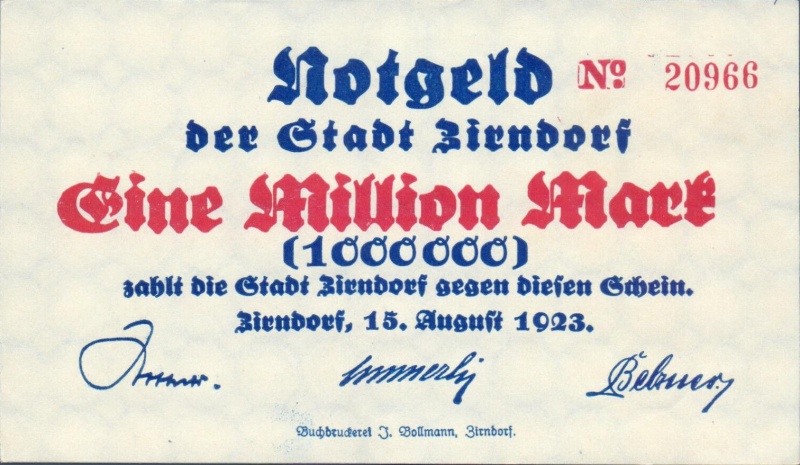 Notgeld
No. 20966
der Stadt Zirndorf
Eine Million Mark
(1000000)
zahlt die Stadt Zirndorf gegen diesen Schein.
Zirndorf, 15. August 1923.
Buchdruckerei J. Bollmann, Zirndorf.